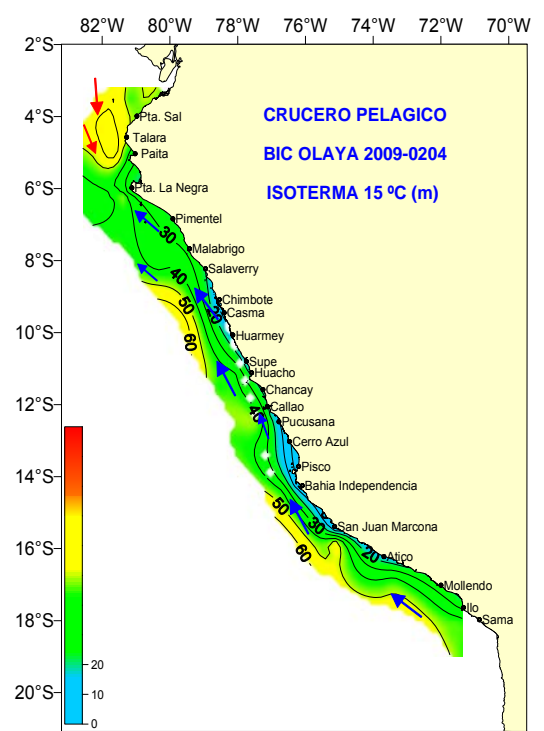 82°W 80°W 78°W 76°W 74°W 72°W 70°W
2°S
4°S
6°S
8°S
10°S
12°S
14°S
16°S
18°S
20°S
CRUCERO PELAGICO
BIC OLAYA 2009-0204
ISOTERMA 15 ºC (m)
Pta. Sal
Talara
Paita
Pta. La Negra
Pimentel
Malabrigo
Salaverry
Chimbote
Casma
Huarmey
Supe
Huacho
Chancay
Callao
Pucusana
Cerro Azul
Pisco
Bahia Independencia
San Juan Marcona
Atico
Mollendo
Ilo
Sama
30
40
50
60
20
40
50
60
30
20
20
10
0